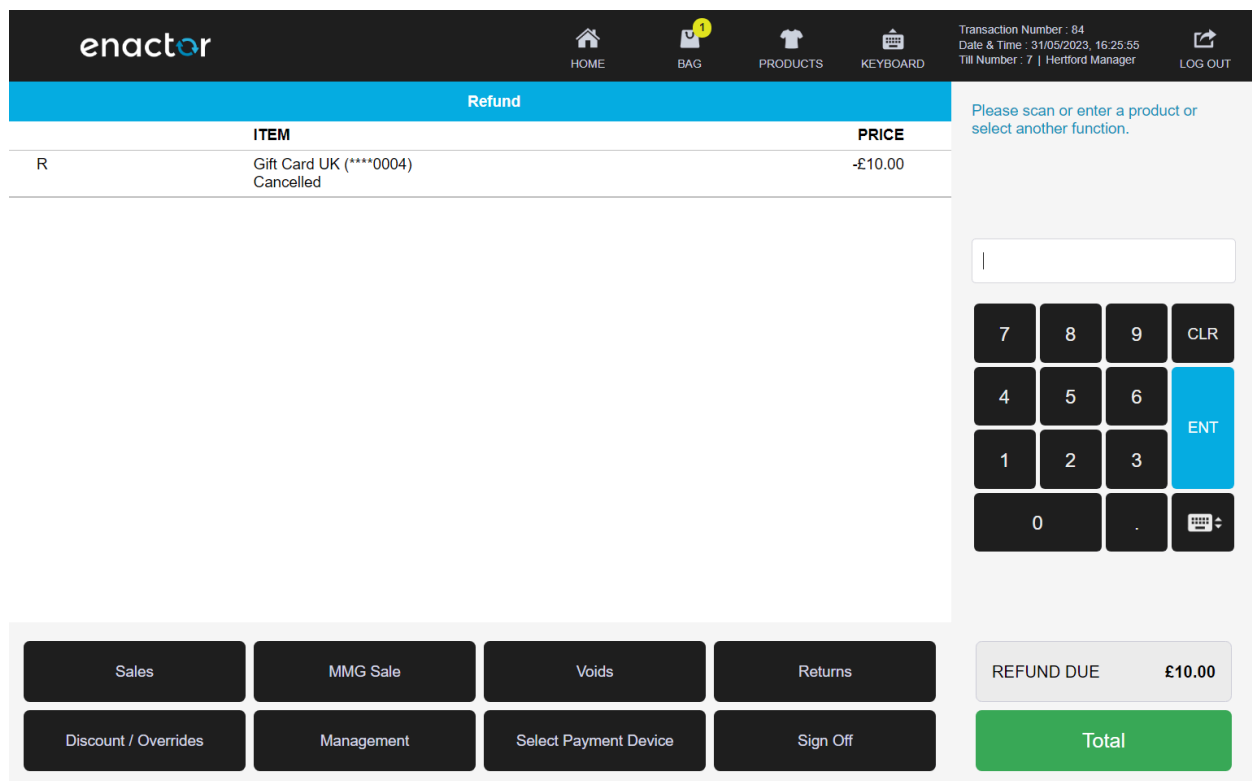 enactor
HOME
BAG
1
PRODUCTS
KEYBOARD
Transaction Number : 84
Date & Time : 31/05/2023, 16:25:55
Till Number : 7 | Hertford Manager
LOG OUT
Refund
ITEM PRICE
R Gift Card UK (****0004) -£10.00
Cancelled
Please scan or enter a product or
select another function.
7 8 9 CLR
4 5 6
ENT
1 2 3
0 .
Sales MMG Sale Voids Returns
REFUND DUE £10.00
Discount / Overrides Management Select Payment Device Sign Off
Total